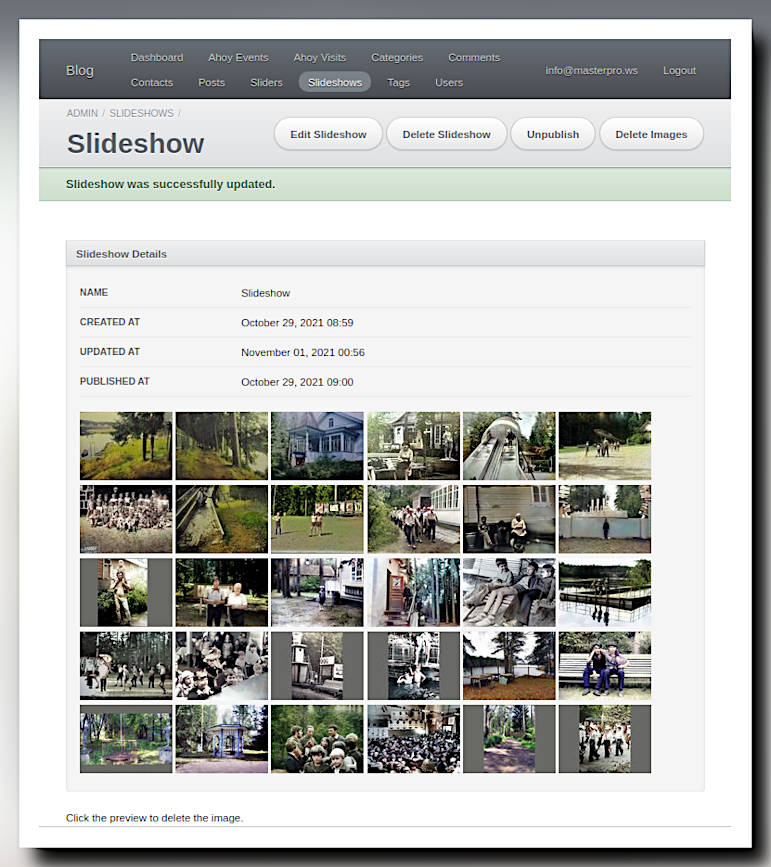 Blog
Dashboard Ahoy Events Ahoy Visits Categories Comments
Contacts Posts Sliders Slideshows Tags Users
info@masterpro.ws Logout
ADMIN / SLIDESHOWS /
Slideshow
Edit Slideshow Delete Slideshow Unpublish Delete Images
Slideshow was successfully updated.
Slideshow Details
NAME Slideshow
CREATED AT October 29, 2021 08:59
UPDATED AT November 01, 2021 00:56
PUBLISHED AT October 29, 2021 09:00
Click the preview to delete the image.